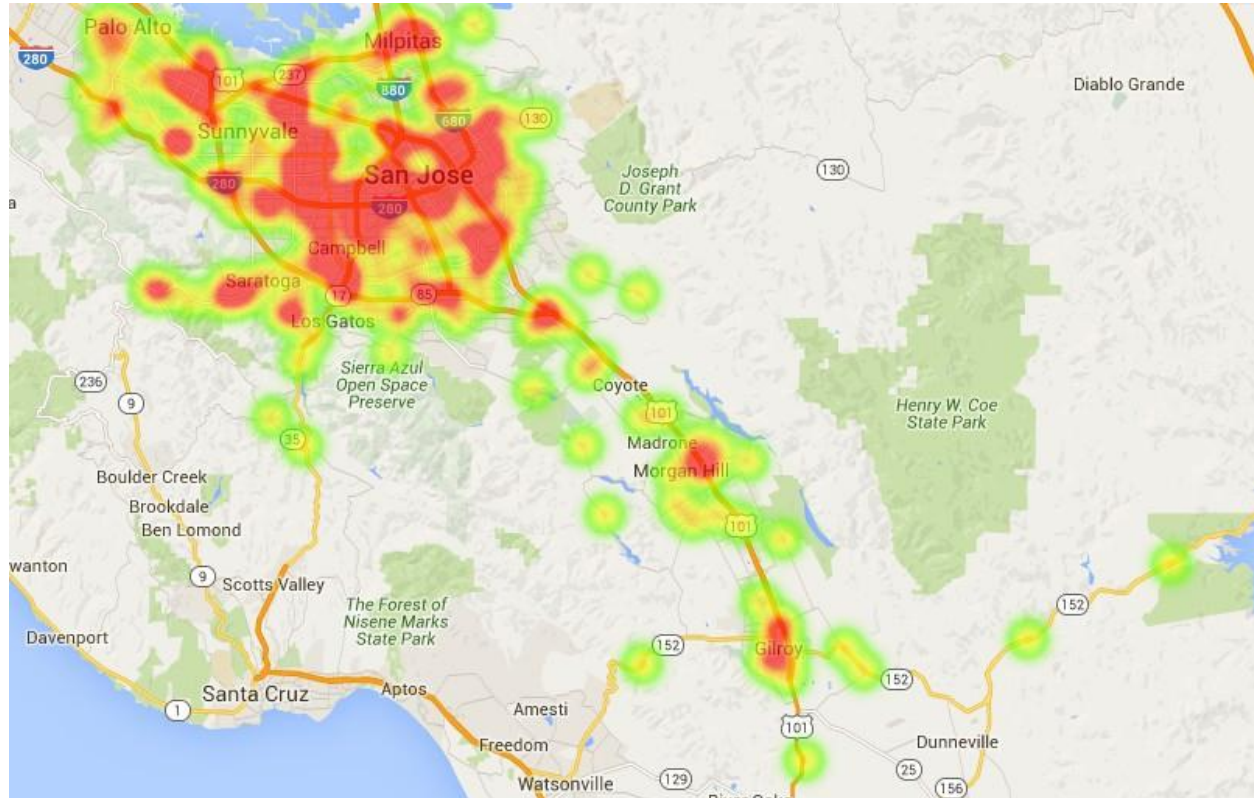 Palo Alto
280
Milpitas
101
237
880
Diablo Grande
Sunnyvale
680
130
130
a
San Jose
280
280
Joseph
D. Grant
County Park
Campbell
Saratoga
17
85
Los Gatos
Sierra Azul
Open Space
Preserve
Coyote
236
9
101
Henry W. Coe
State Park
35
Madrone
Morgan Hill
Boulder Creek
Brookdale
Ben Lomond
101
wanton
9
Scotts Valley
The Forest of
Nisene Marks
State Park
152
Davenport
152
Gilroy
152
Santa Cruz
Aptos
1
Amesti
101
Freedom
Dunneville
25
Watsonville
129
156